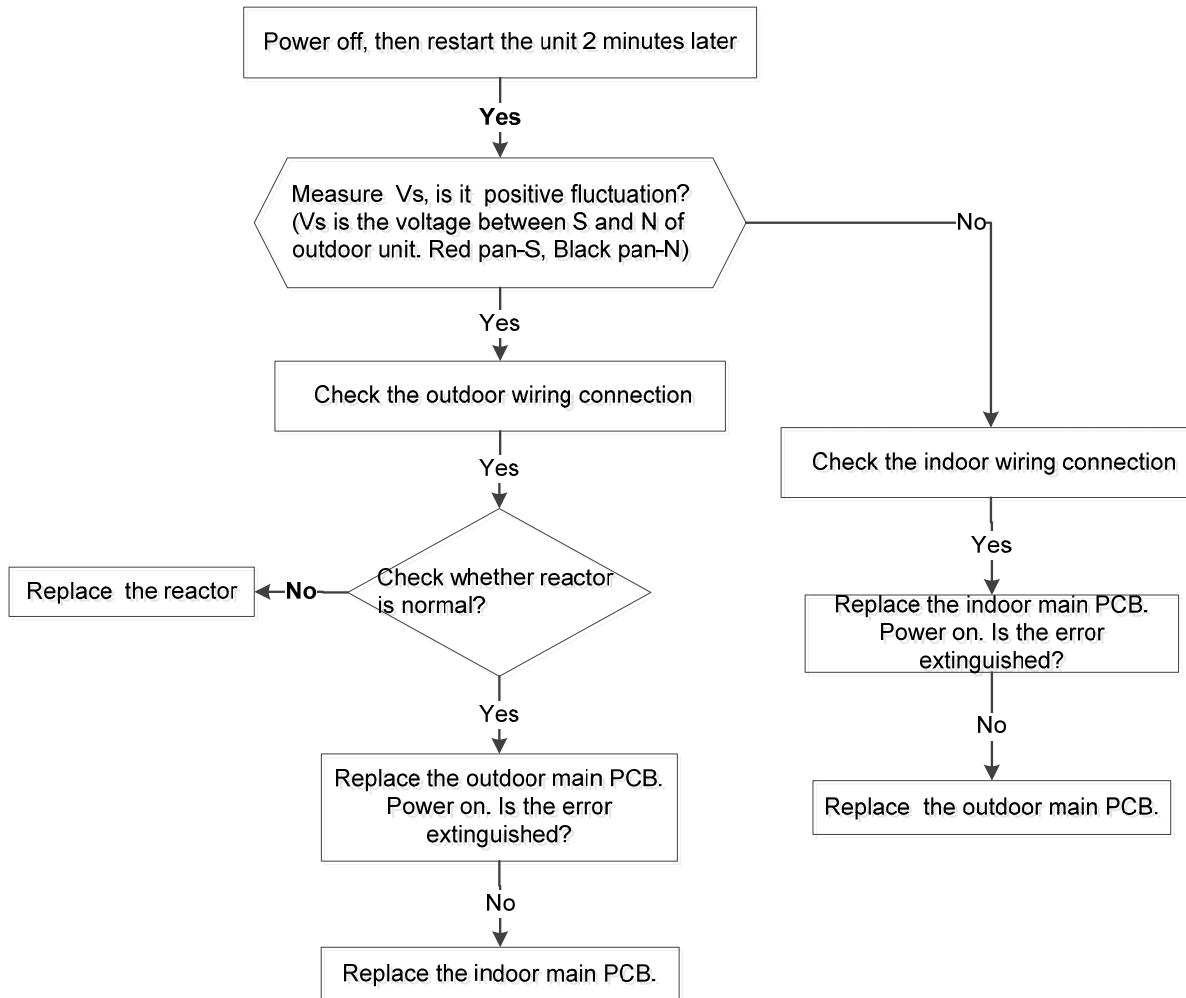 Power off, then restart the unit 2 minutes later
Yes
Measure Vs, is it positive fluctuation?
(Vs is the voltage between S and N of
outdoor unit. Red pan-S, Black pan-N)
No
Yes
Check the outdoor wiring connection
Yes
Check the indoor wiring connection
Yes
Check whether reactor
is normal?
No
Replace the reactor
Replace the indoor main PCB.
Power on. Is the error
extinguished?
Yes
No
Replace the outdoor main PCB.
Power on. Is the error
extinguished?
Replace the outdoor main PCB.
No
Replace the indoor main PCB.